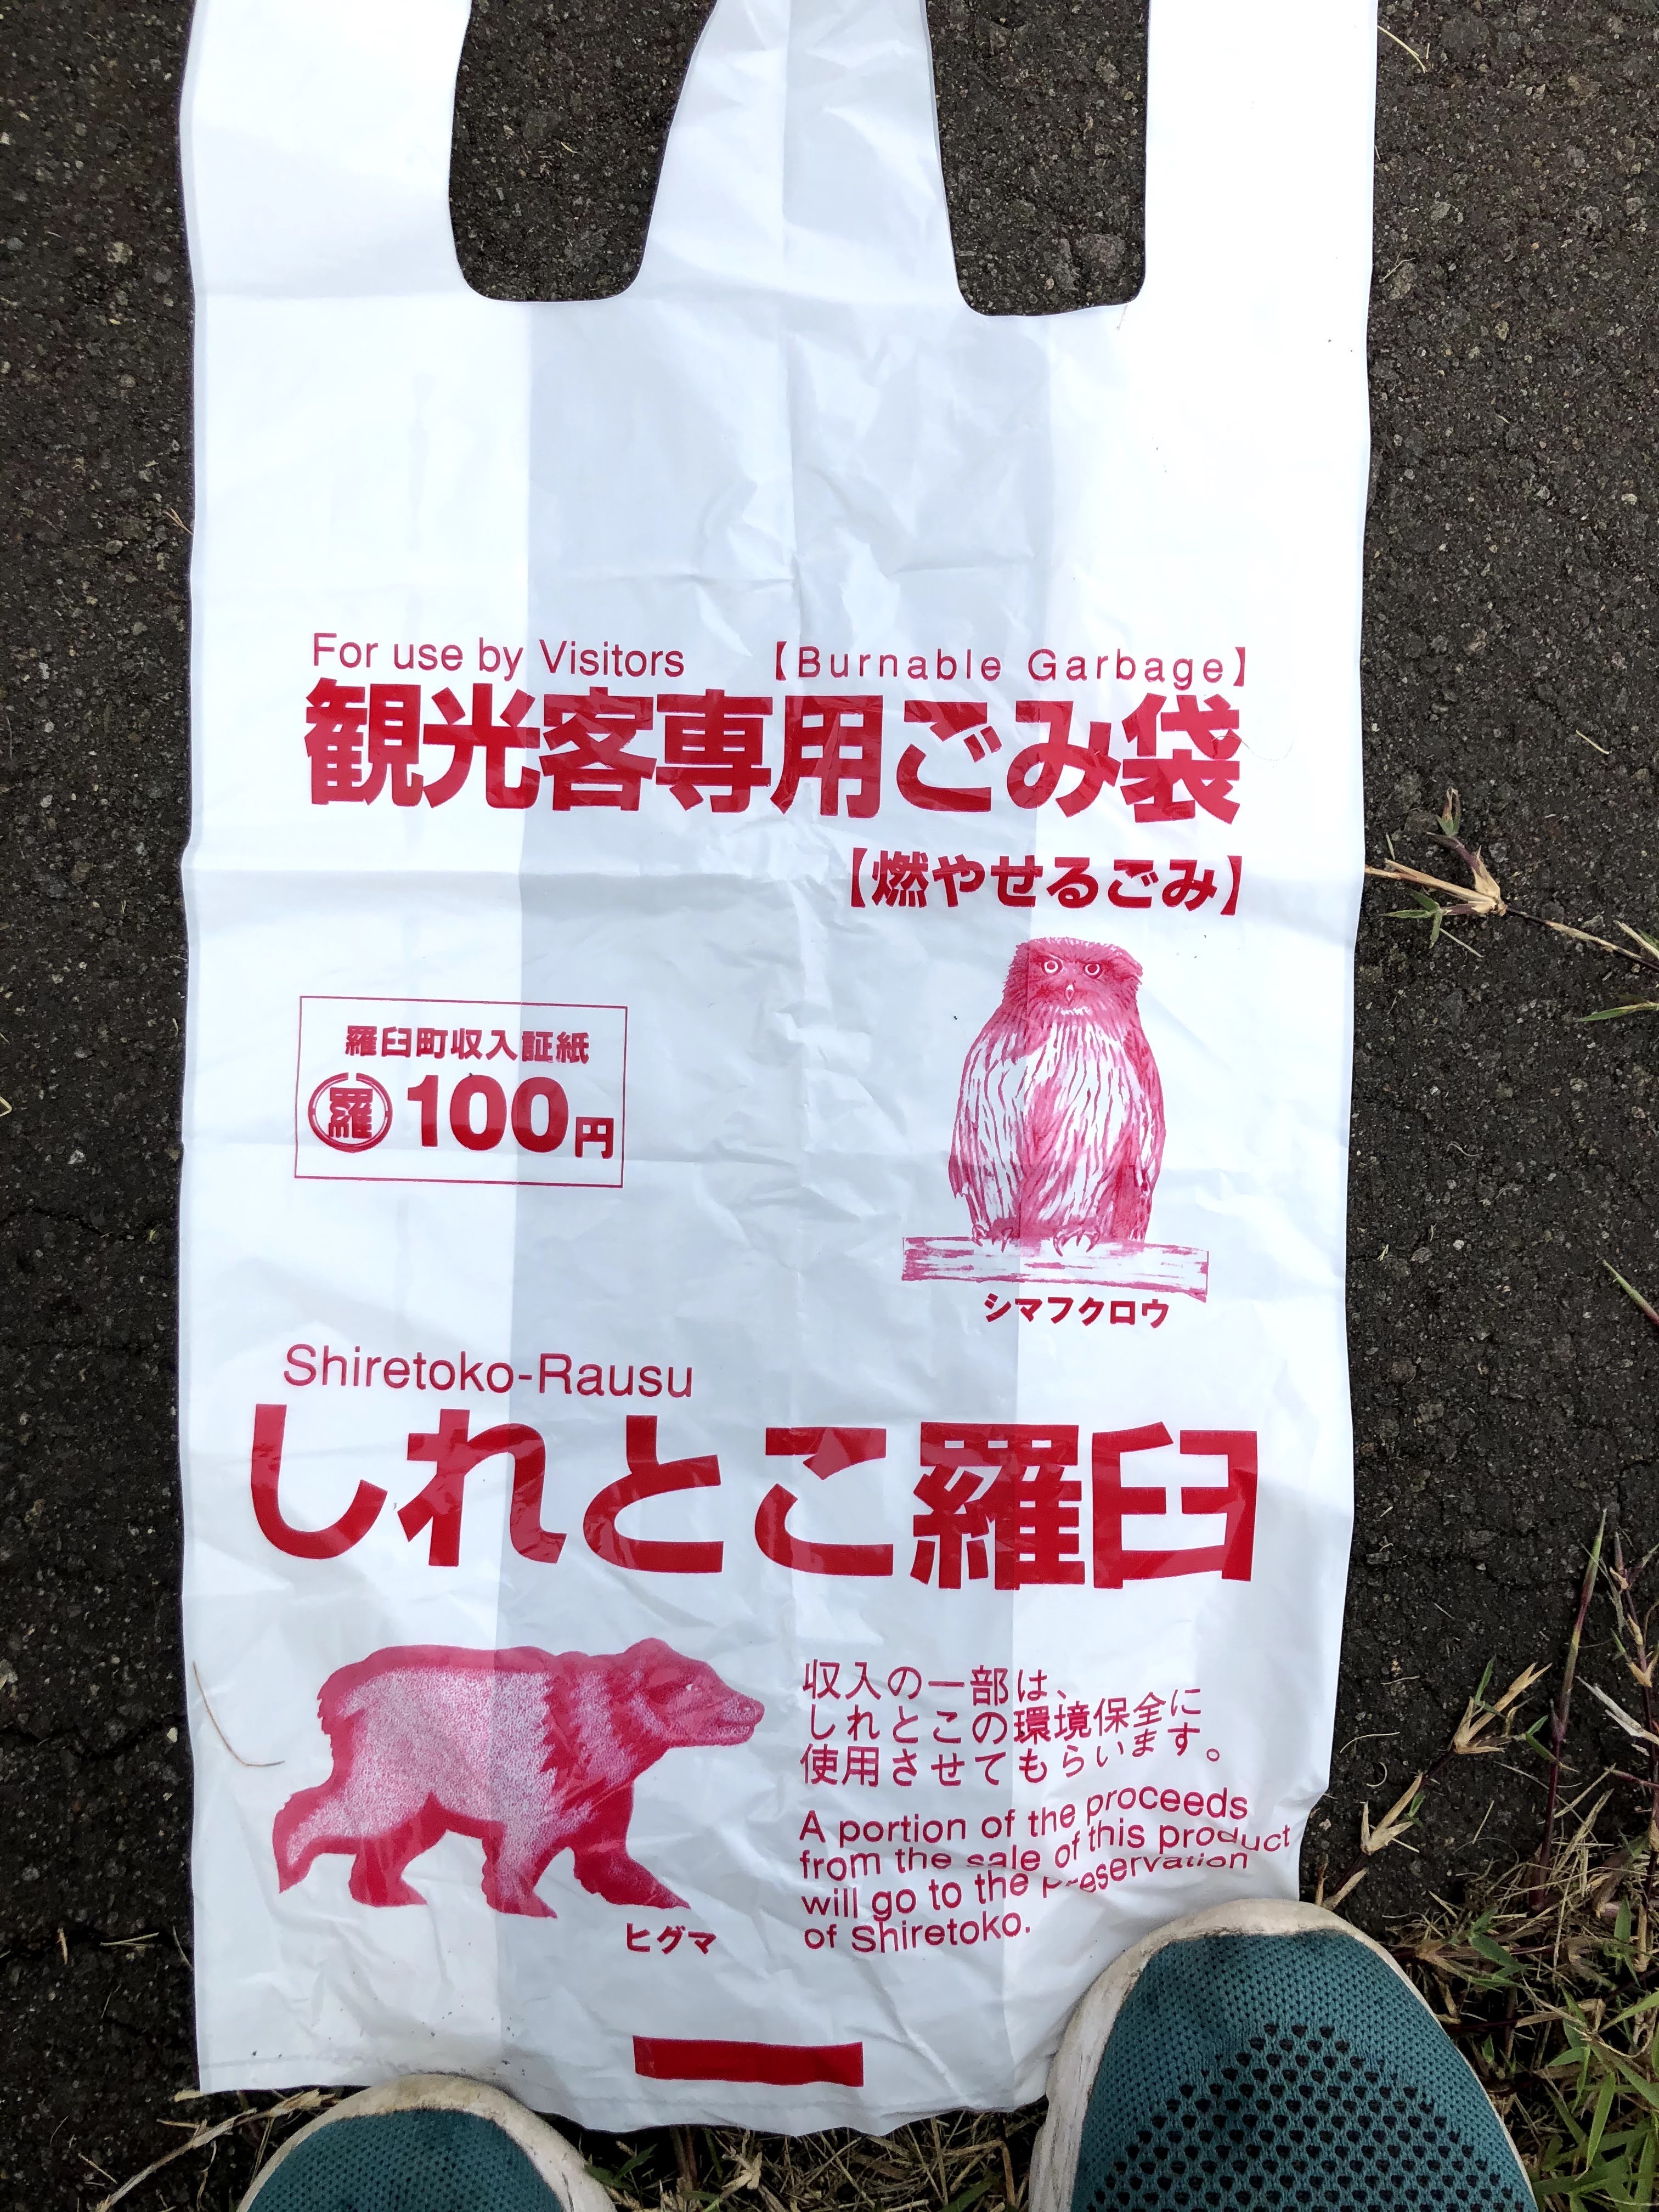 For use by Visitors 【Burnable Garbage】
観光客専用ごみ袋
【燃やせるごみ】
羅臼町収入証紙
羅 100円
シマフクロウ
Shiretoko-Rausu
しれとこ羅臼
収入の一部は、
しれとこの環境保全に
使用させてもらいます。
A portion of the proceeds
from the sale of this product
will go to the preservation
of Shiretoko.
ヒグマ